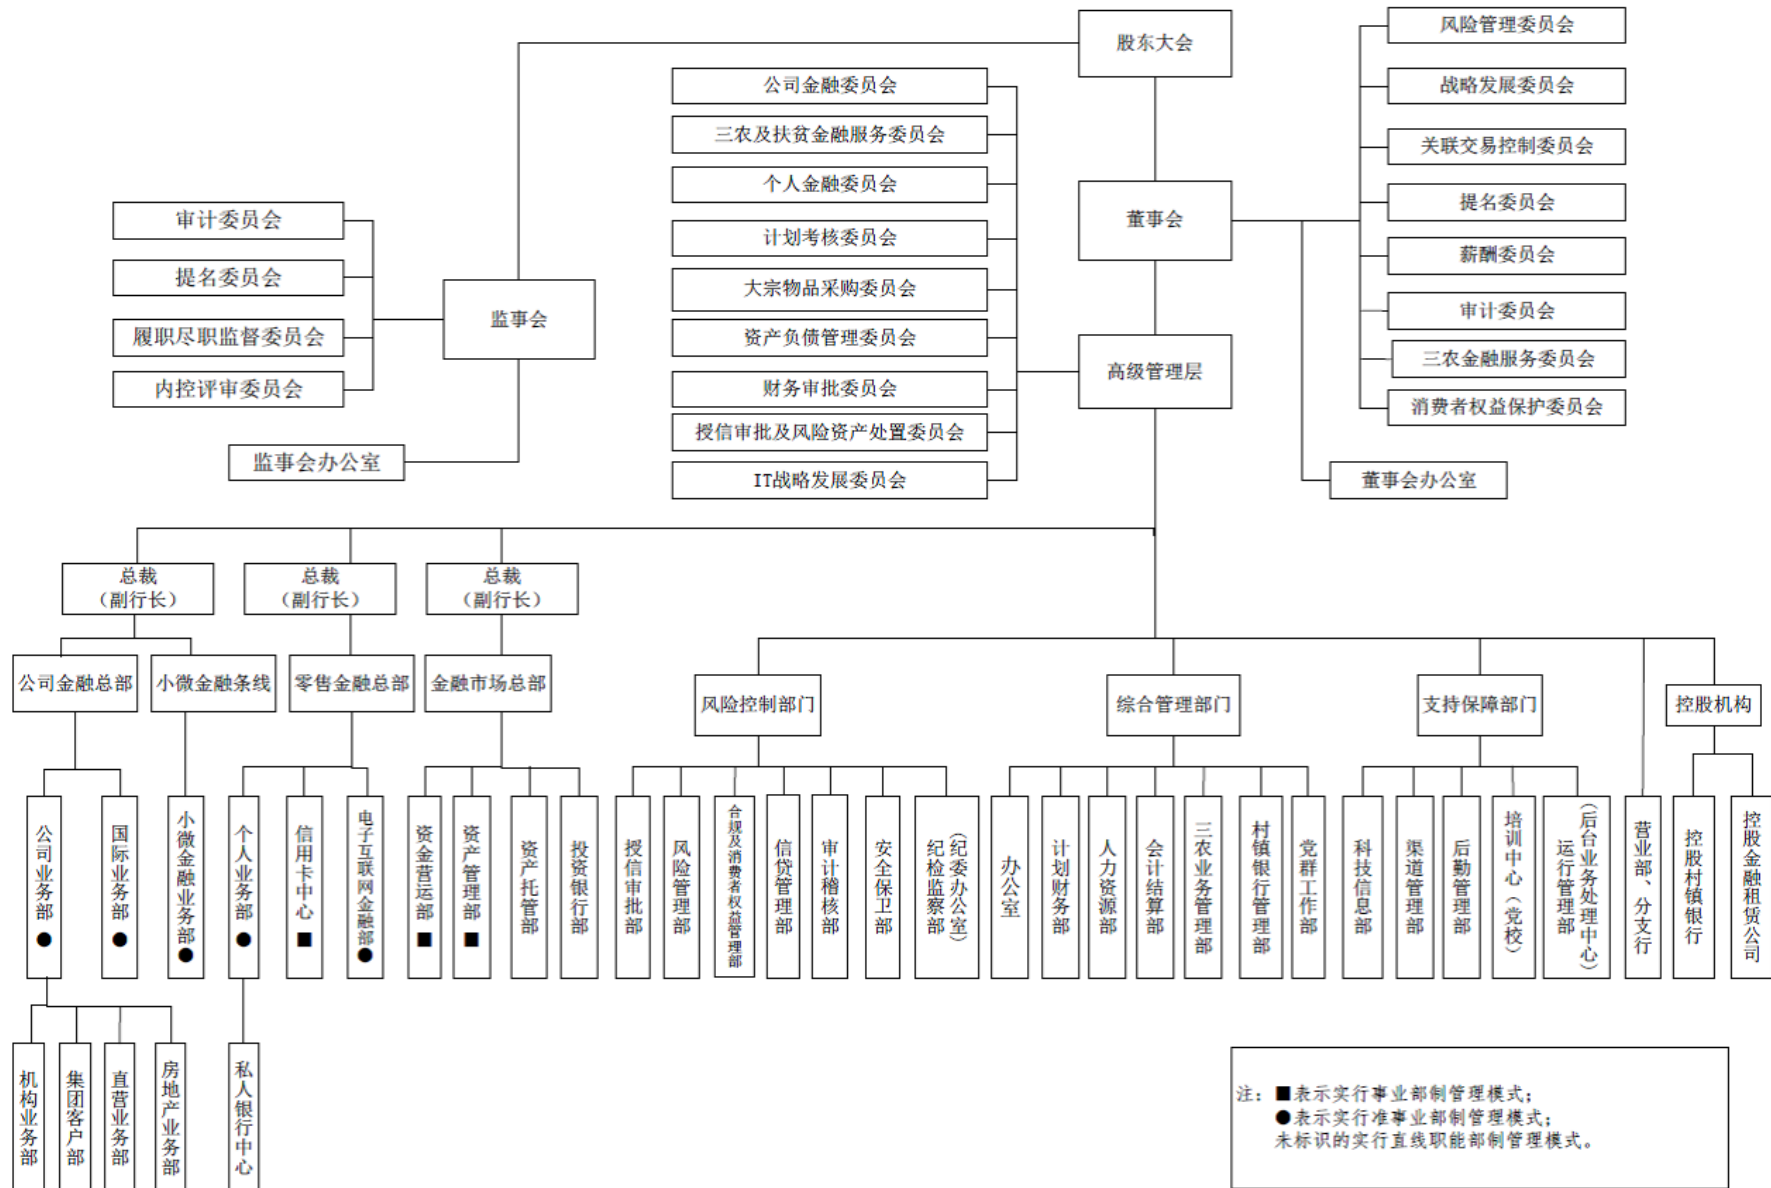 股东大会
风险管理委员会
战略发展委员会
关联交易控制委员会
提名委员会
薪酬委员会
审计委员会
三农金融服务委员会
消费者权益保护委员会
董事会
董事会办公室
公司金融委员会
三农及扶贫金融服务委员会
个人金融委员会
计划考核委员会
大宗物品采购委员会
资产负债管理委员会
财务审批委员会
授信审批及风险资产处置委员会
IT战略发展委员会
高级管理层
审计委员会
提名委员会
履职尽职监督委员会
内控评审委员会
监事会
监事会办公室
总裁
（副行长）
总裁
（副行长）
总裁
（副行长）
公司金融总部
小微金融条线
零售金融总部
金融市场总部
风险控制部门
综合管理部门
支持保障部门
控股机构
公司业务部●
国际业务部●
小微金融业务部●
个人业务部●
信用卡中心■
电子互联网金融部●
资金营运部■
资产管理部■
资产托管部
投资银行部
授信审批部
风险管理部
合规及消费者权益管理部
信贷管理部
审计稽核部
安全保卫部
纪检监察部
（纪委办公室）
办公室
计划财务部
人力资源部
会计结算部
三农业务管理部
村镇银行管理部
党群工作部
科技信息部
渠道管理部
后勤管理部
培训中心（党校）
运行管理部
（后台业务处理中心）
营业部、分支行
控股村镇银行
控股金融租赁公司
机构业务部
集团客户部
直营业务部
房地产业务部
私人银行中心
注：■表示实行事业部制管理模式；
●表示实行准事业部制管理模式；
未标识的实行直线职能部制管理模式。